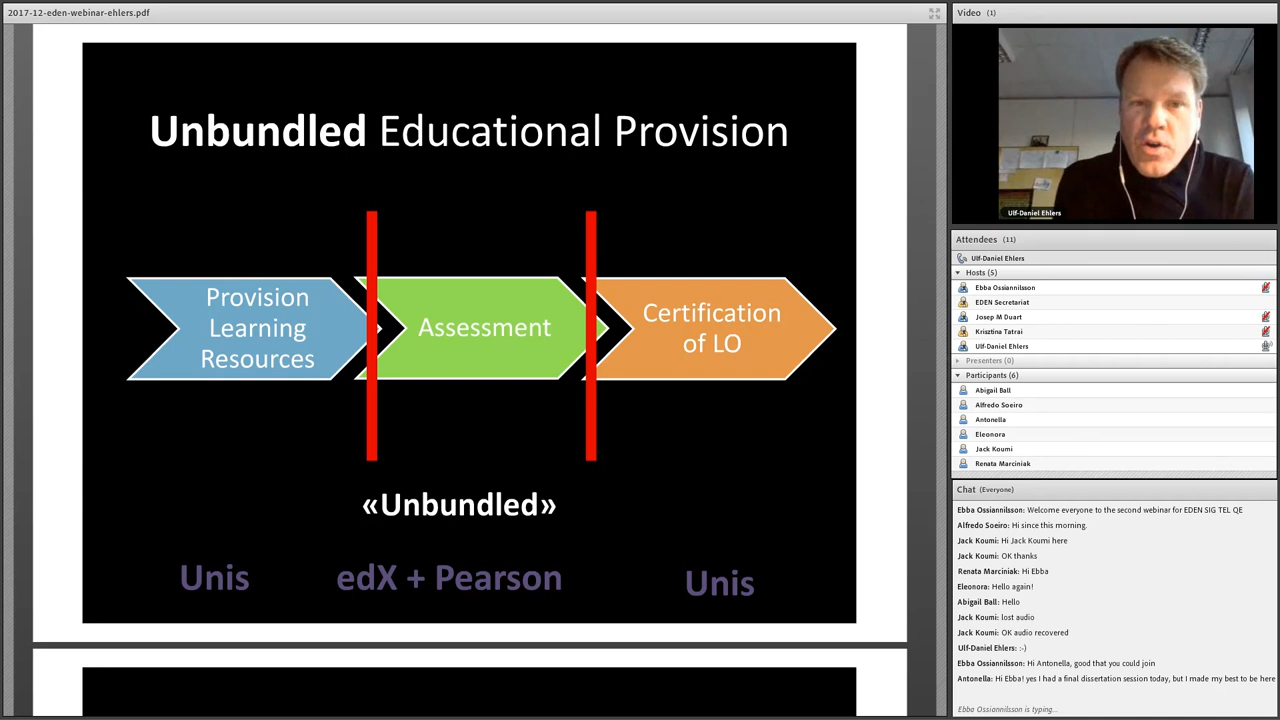 2017-12-eden-webinar-ehlers.pdf
Unbundled Educational Provision
Provision
Learning
Resources
Assessment
Certification
of LO
«Unbundled»
Unis
edX + Pearson
Unis
Video (1)
Ulf-Daniel Ehlers
Attendees (11)
Ulf-Daniel Ehlers
Hosts (5)
Ebba Ossiannilsson
EDEN Secretariat
Josep M Duart
Krisztina Tatrai
Ulf-Daniel Ehlers
Presenters (0)
Participants (6)
Abigail Ball
Alfredo Soeiro
Antonella
Eleonora
Jack Koumi
Renata Marciniak
Chat (Everyone)
Ebba Ossiannilsson: Welcome everyone to the second webinar for EDEN SIG TEL QE
Alfredo Soeiro: Hi since this morning.
Jack Koumi: Hi Jack Koumi here
Jack Koumi: OK thanks
Renata Marciniak: Hi Ebba
Eleonora: Hello again!
Abigail Ball: Hello
Jack Koumi: lost audio
Jack Koumi: OK audio recovered
Ulf-Daniel Ehlers: :-)
Ebba Ossiannilsson: Hi Antonella, good that you could join
Antonella: Hi Ebba! yes I had a final dissertation session today, but I made my best to be here
Ebba Ossiannilsson is typing...